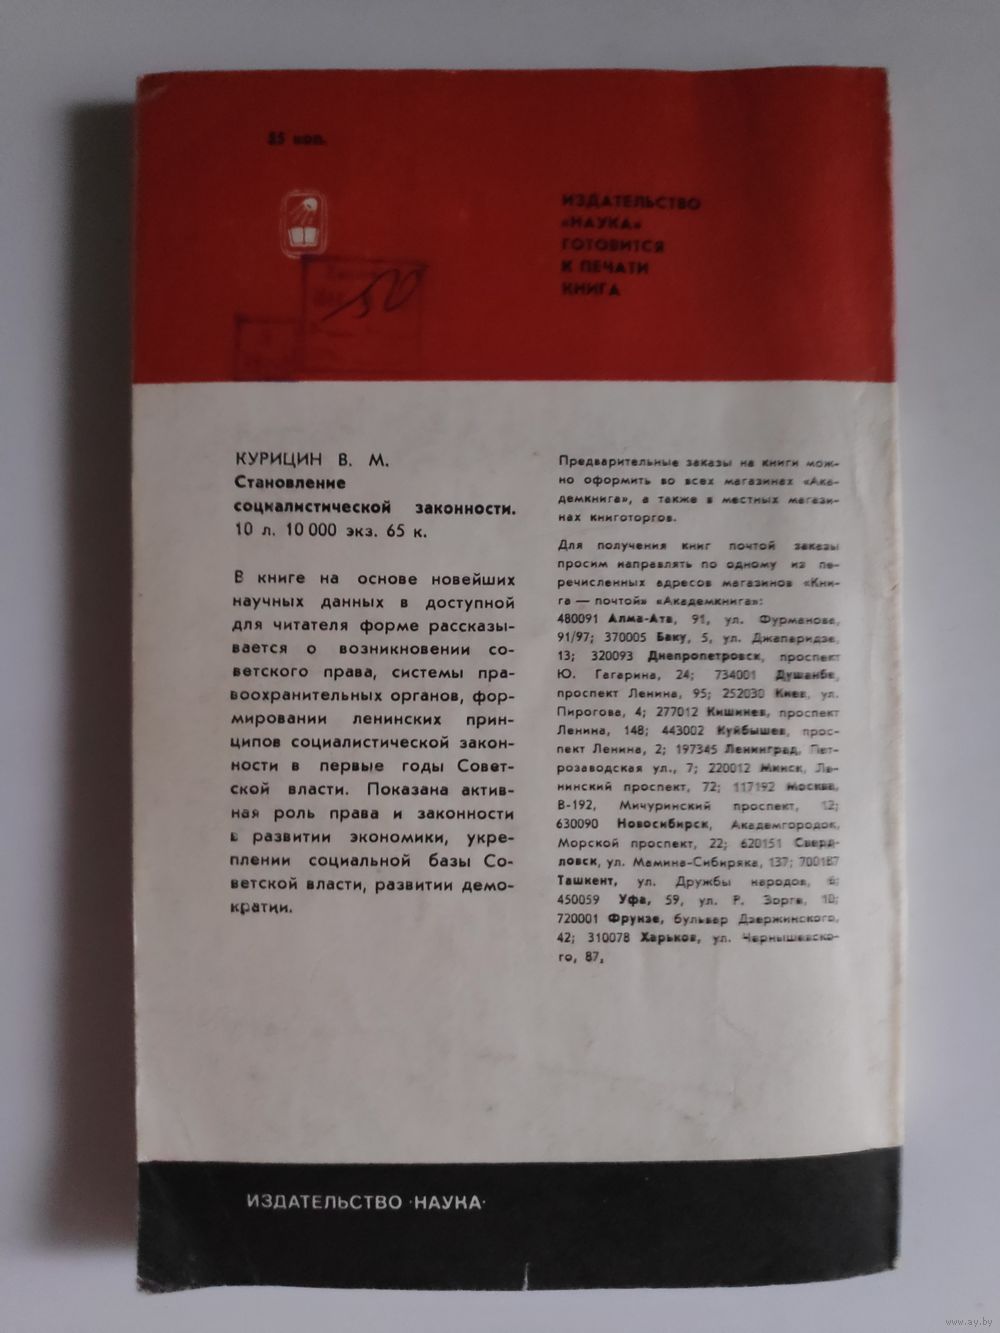 85 коп.
ИЗДАТЕЛЬСТВО
«НАУКА»
ГОТОВИТСЯ
К ПЕЧАТИ
КНИГА
50
КУРИЦИН В. М.
Становление
социалистической законности.
10 л. 10 000 экз. 65 к.
В книге на основе новейших
научных данных в доступной
для читателя форме рассказы-
вается о возникновении со-
ветского права, системы пра-
воохранительных органов, фор-
мировании ленинских прин-
ципов социалистической закон-
ности в первые годы Совет-
ской власти. Показана актив-
ная роль права и законности
в развитии экономики, укре-
плении социальной базы Со-
ветской власти, развитии демо-
кратии.
Предварительные заказы на книги мож-
но оформить во всех магазинах «Ака-
демкнига», а также в местных магази-
нах книготоргов.
Для получения книг почтой заказы
просим направлять по одному из пе-
речисленных адресов магазинов «Кни-
га — почтой» «Академкнига»:
480091 Алма-Ата, 91, ул. Фурманова,
91/97; 370005 Баку, 5, ул. Джапаридзе,
13; 320093 Днепропетровск, проспект
Ю. Гагарина, 24; 734001 Душанбе,
проспект Ленина, 95; 252030 Киев, ул.
Пирогова, 4; 277012 Кишинев, проспект
Ленина, 148; 443002 Куйбышев, прос-
пект Ленина, 2; 197345 Ленинград, Пет-
розаводская ул., 7; 220012 Минск, Ле-
нинский проспект, 72; 117192 Москва,
В-192, Мичуринский проспект, 12;
630090 Новосибирск, Академгородок,
Морской проспект, 22; 620151 Сверд-
ловск, ул. Мамина-Сибиряка, 137; 700187
Ташкент, ул. Дружбы народов, 6;
450059 Уфа, 59, ул. Р. Зорге, 10;
720001 Фрунзе, бульвар Дзержинского,
42; 310078 Харьков, ул. Чернышевско-
го, 87,
ИЗДАТЕЛЬСТВО ·НАУКА·
www.ay.by